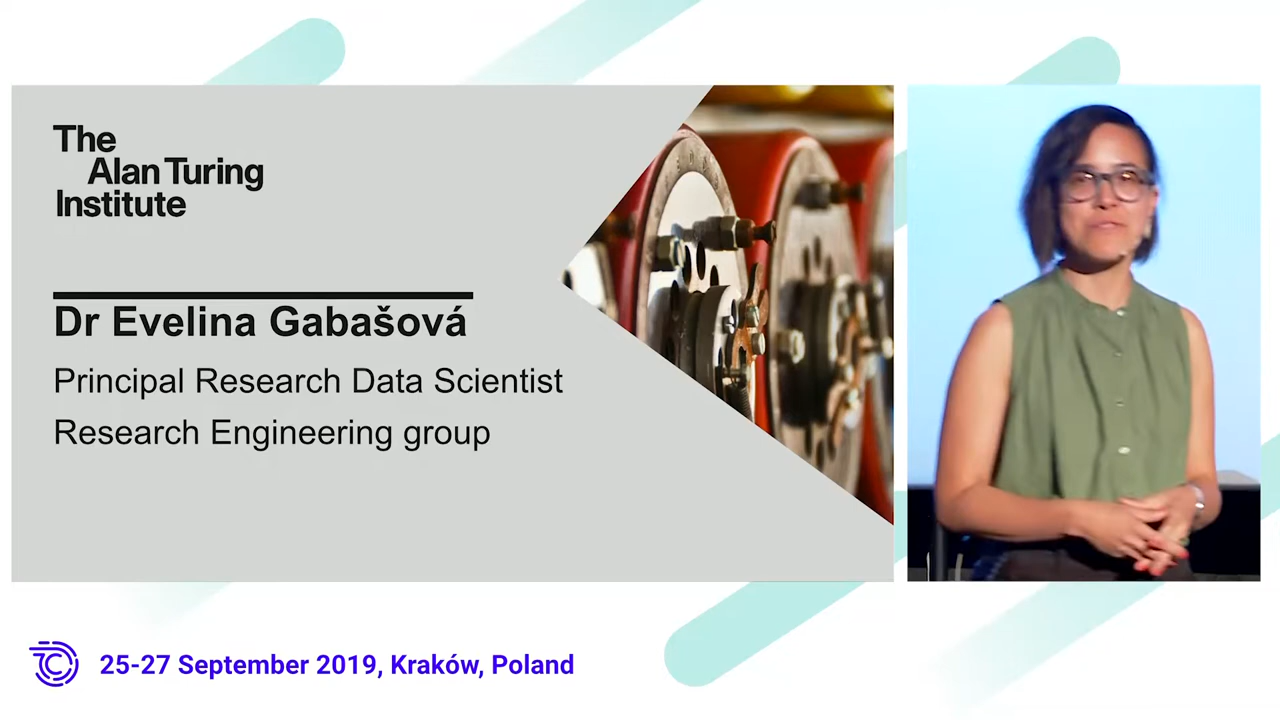 The
Alan Turing
Institute
Dr Evelina Gabašová
Principal Research Data Scientist
Research Engineering group
25-27 September 2019, Kraków, Poland